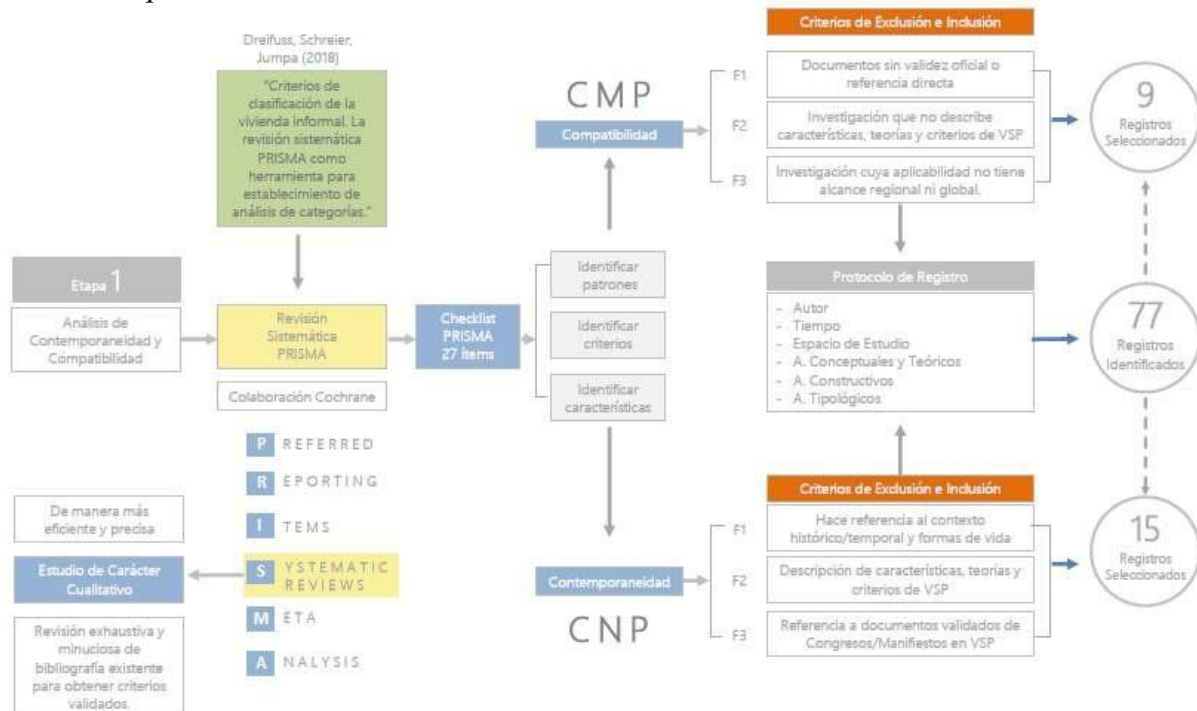 Dreifuss, Schreier,
Jumpa (2018)
"Criterios de
clasificación de la
vivienda informal. La
revisión sistemática
PRISMA como
herramienta para
establecimiento de
análisis de categorías."
Etapa 1
Análisis de
Contemporaneidad y
Compatibilidad
Revisión
Sistemática
PRISMA
Colaboración Cochrane
Checklist
PRISMA
27 ítems
Identificar
patrones
Identificar
criterios
Identificar
características
P REFERRED
R EPORTING
I TEMS
S YSTEMATIC
REVIEWS
M ETA
A NALYSIS
De manera más
eficiente y precisa
Estudio de Carácter
Cualitativo
Revisión exhaustiva y
minuciosa de
bibliografía existente
para obtener criterios
validados.
CMP
Compatibilidad
Criterios de Exclusión e Inclusión
F1
Documentos sin validez oficial o
referencia directa
F2
Investigación que no describe
características, teorías y criterios de VSP
F3
Investigación cuya aplicabilidad no tiene
alcance regional ni global.
9
Registros
Seleccionados
Protocolo de Registro
- Autor
- Tiempo
- Espacio de Estudio
- A. Conceptuales y Teóricos
- A. Constructivos
- A. Tipológicos
77
Registros
Identificados
Contemporaneidad
CNP
Criterios de Exclusión e Inclusión
F1
Hace referencia al contexto
histórico/temporal y formas de vida
F2
Descripción de características, teorías y
criterios de VSP
F3
Referencia a documentos validados de
Congresos/Manifiestos en VSP
15
Registros
Seleccionados